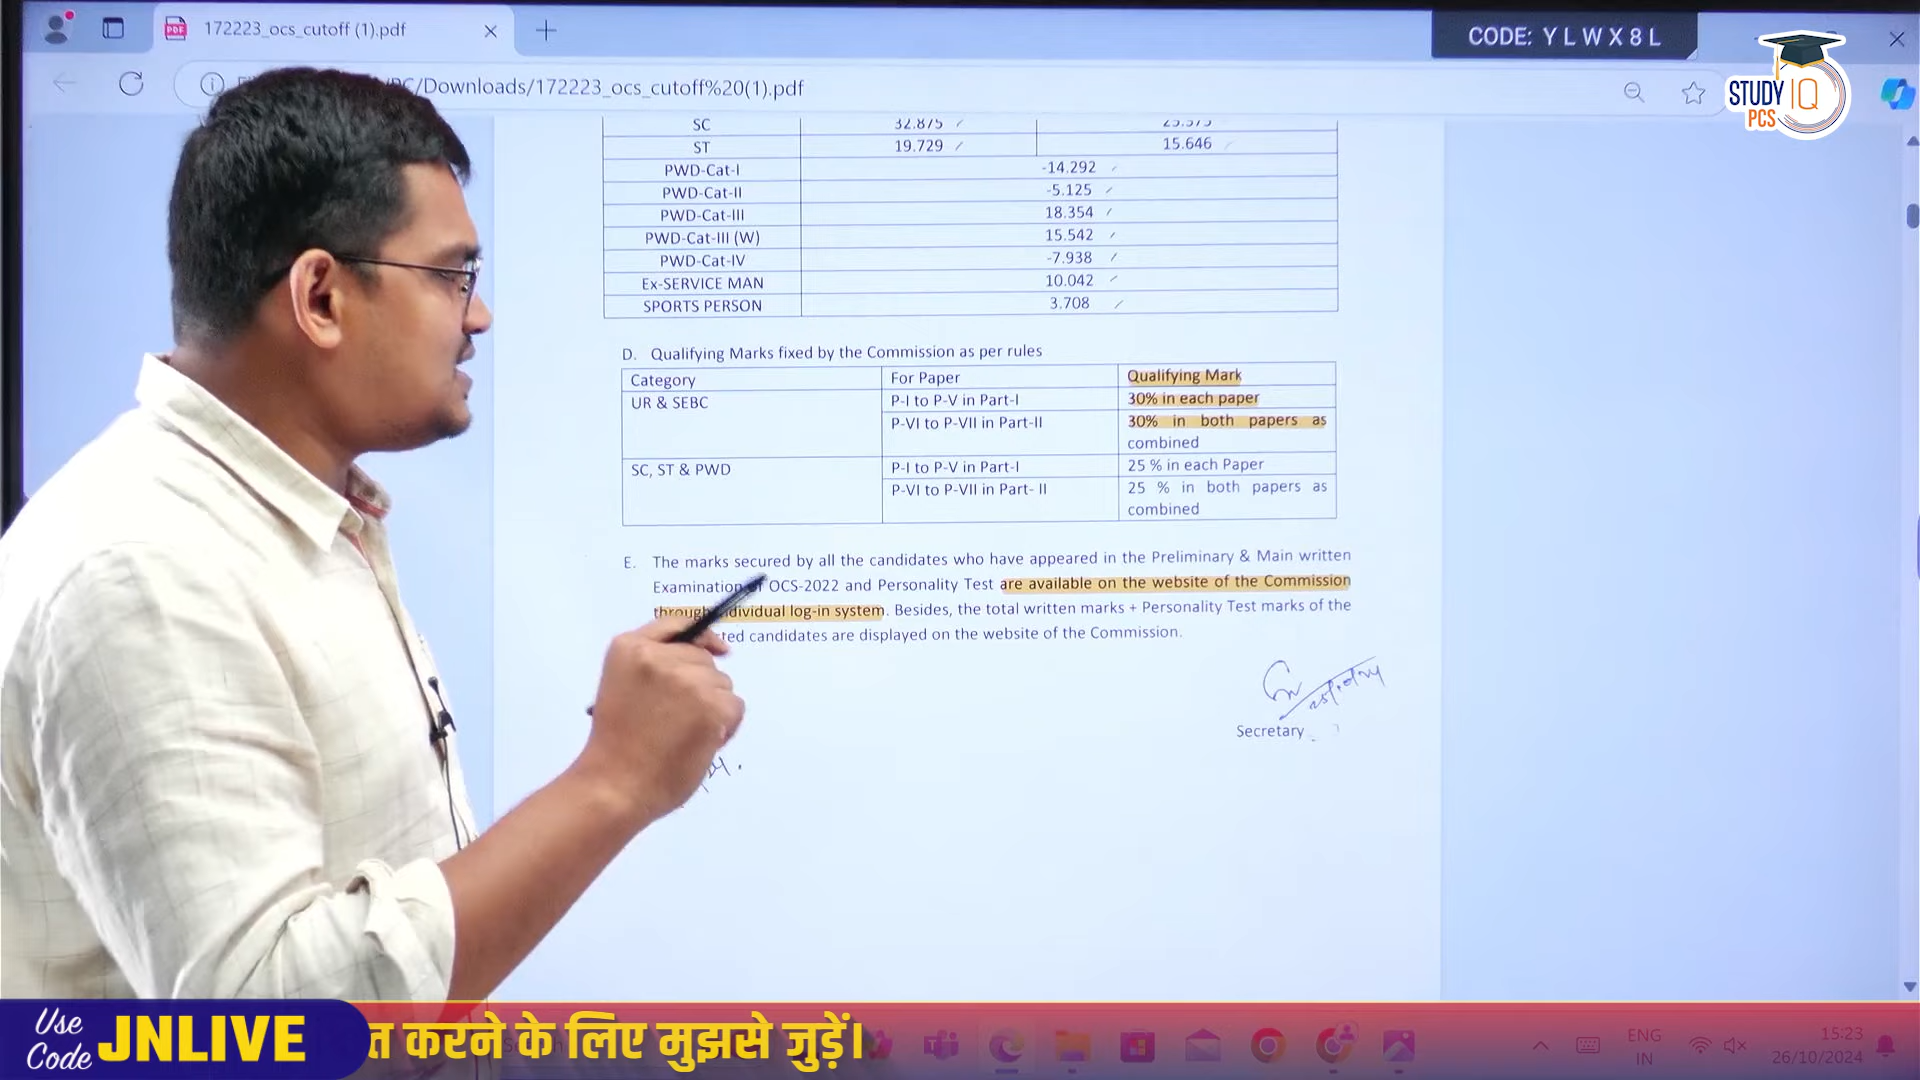 172223_ocs_cutoff (1).pdf
CODE: Y L W X 8 L
/Downloads/172223_ocs_cutoff%20(1).pdf
STUDY IQ
PCS
SC 32.875
ST 19.729 15.646
PWD-Cat-I -14.292
PWD-Cat-II -5.125
PWD-Cat-III 18.354
PWD-Cat-III (W) 15.542
PWD-Cat-IV -7.938
Ex-SERVICE MAN 10.042
SPORTS PERSON 3.708
D. Qualifying Marks fixed by the Commission as per rules
Category For Paper Qualifying Mark
UR & SEBC P-I to P-V in Part-I 30% in each paper
P-VI to P-VII in Part-II 30% in both papers as
combined
SC, ST & PWD P-I to P-V in Part-I 25 % in each Paper
P-VI to P-VII in Part- II 25 % in both papers as
combined
E. The marks secured by all the candidates who have appeared in the Preliminary & Main written
Examination of OCS-2022 and Personality Test are available on the website of the Commission
through individual log-in system. Besides, the total written marks + Personality Test marks of the
candidates are displayed on the website of the Commission.
Secretary
Use
Code JNLIVE
त करने के लिए मुझसे जुड़ें।
ENG
IN
15:23
26/10/2024